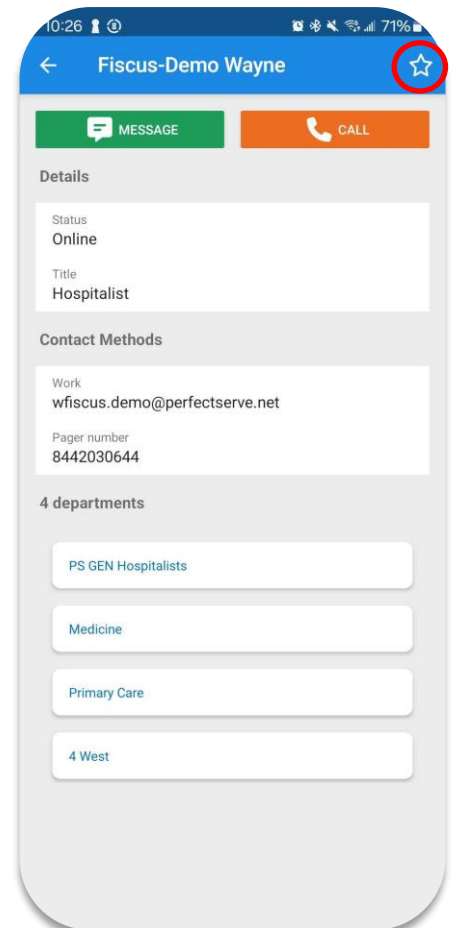 10:26 71%
Fiscus-Demo Wayne
MESSAGE CALL
Details
Status
Online
Title
Hospitalist
Contact Methods
Work
wfiscus.demo@perfectserve.net
Pager number
8442030644
4 departments
PS GEN Hospitalists
Medicine
Primary Care
4 West